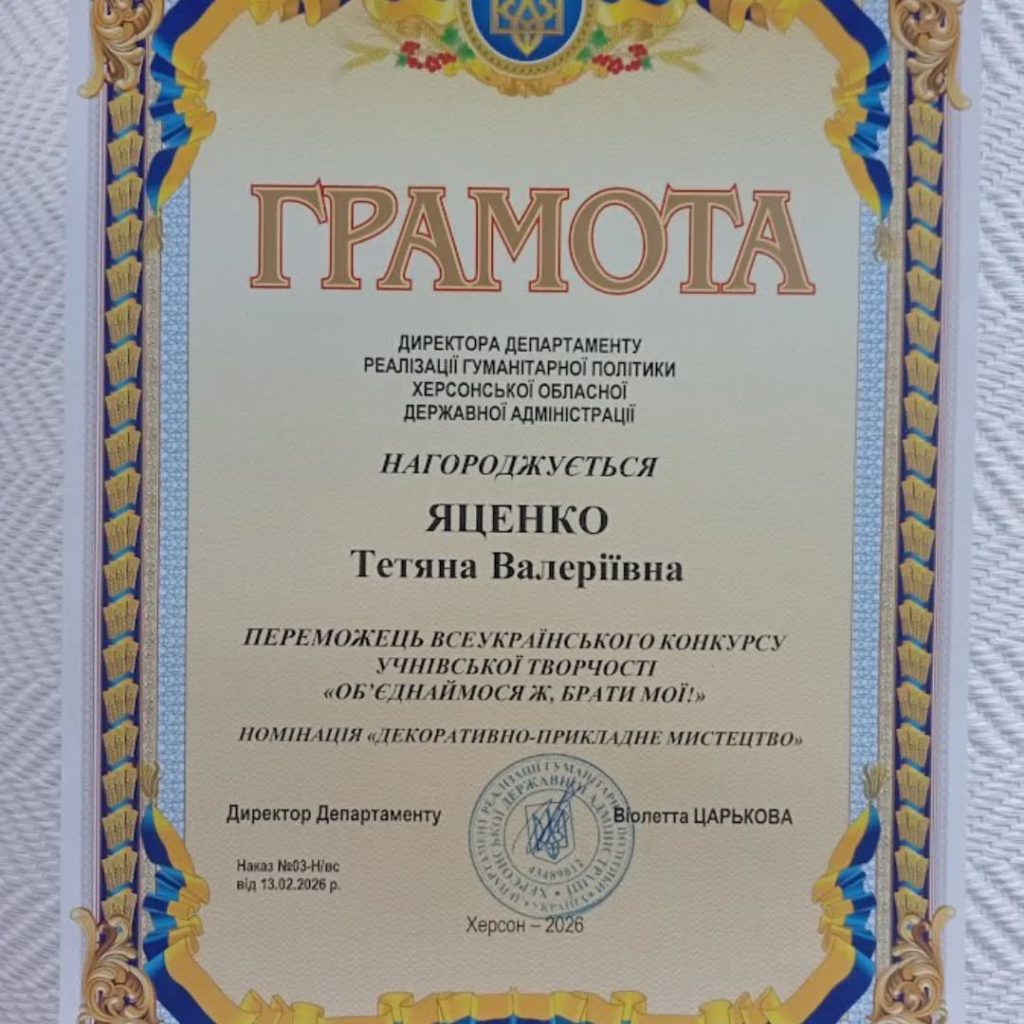 ГРАМОТА
ДИРЕКТОРА ДЕПАРТАМЕНТУ
РЕАЛІЗАЦІЇ ГУМАНІТАРНОЇ ПОЛІТИКИ
ХЕРСОНСЬКОЇ ОБЛАСНОЇ
ДЕРЖАВНОЇ АДМІНІСТРАЦІЇ
НАГОРОДЖУЄТЬСЯ
ЯЦЕНКО
Тетяна Валеріївна
ПЕРЕМОЖЕЦЬ ВСЕУКРАЇНСЬКОГО КОНКУРСУ
УЧНІВСЬКОЇ ТВОРЧОСТІ
«ОБ’ЄДНАЙМОСЯ Ж, БРАТИ МОЇ!»
НОМІНАЦІЯ «ДЕКОРАТИВНО-ПРИКЛАДНЕ МИСТЕЦТВО»
Директор Департаменту Віолетта ЦАРЬКОВА
Наказ №03-Н/вс
від 13.02.2026 р.
Херсон – 2026